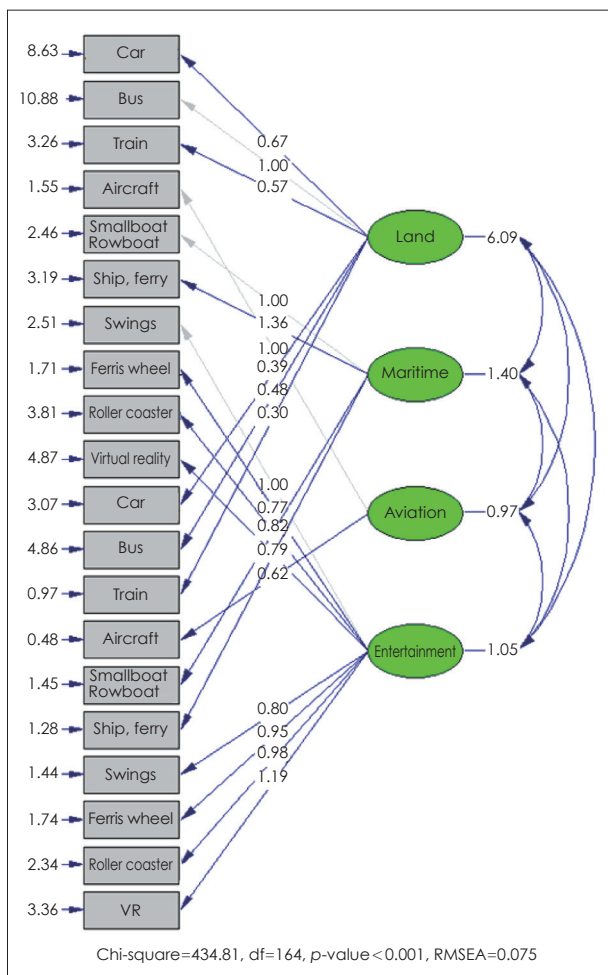 8.63 Car
10.88 Bus
3.26 Train
1.55 Aircraft
2.46 Smallboat
Rowboat
3.19 Ship, ferry
2.51 Swings
1.71 Ferris wheel
3.81 Roller coaster
4.87 Virtual reality
3.07 Car
4.86 Bus
0.97 Train
0.48 Aircraft
1.45 Smallboat
Rowboat
1.28 Ship, ferry
1.44 Swings
1.74 Ferris wheel
2.34 Roller coaster
3.36 VR
0.67
1.00
0.57
1.00
1.36
1.00
0.39
0.48
0.30
1.00
0.77
0.82
0.79
0.62
0.80
0.95
0.98
1.19
Land 6.09
Maritime 1.40
Aviation 0.97
Entertainment 1.05
Chi-square=434.81, df=164, p-value<0.001, RMSEA=0.075